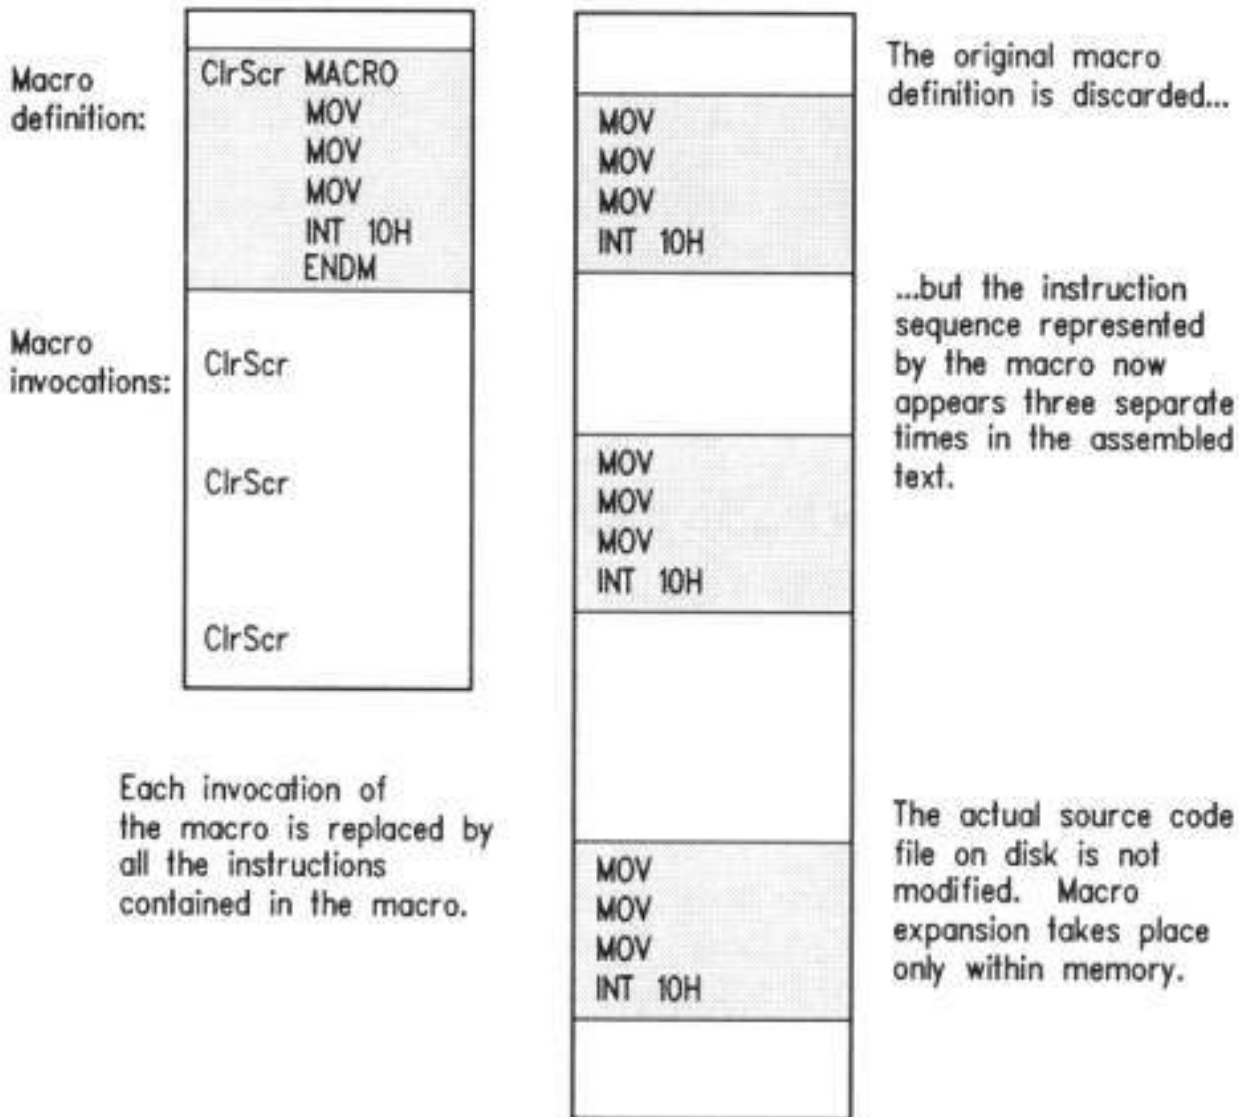 Macro
definition:
ClrScr MACRO
MOV
MOV
MOV
INT 10H
ENDM
Macro
invocations:
ClrScr
ClrScr
ClrScr
Each invocation of
the macro is replaced by
all the instructions
contained in the macro.
MOV
MOV
MOV
INT 10H
MOV
MOV
MOV
INT 10H
MOV
MOV
MOV
INT 10H
The original macro
definition is discarded...
...but the instruction
sequence represented
by the macro now
appears three separate
times in the assembled
text.
The actual source code
file on disk is not
modified. Macro
expansion takes place
only within memory.